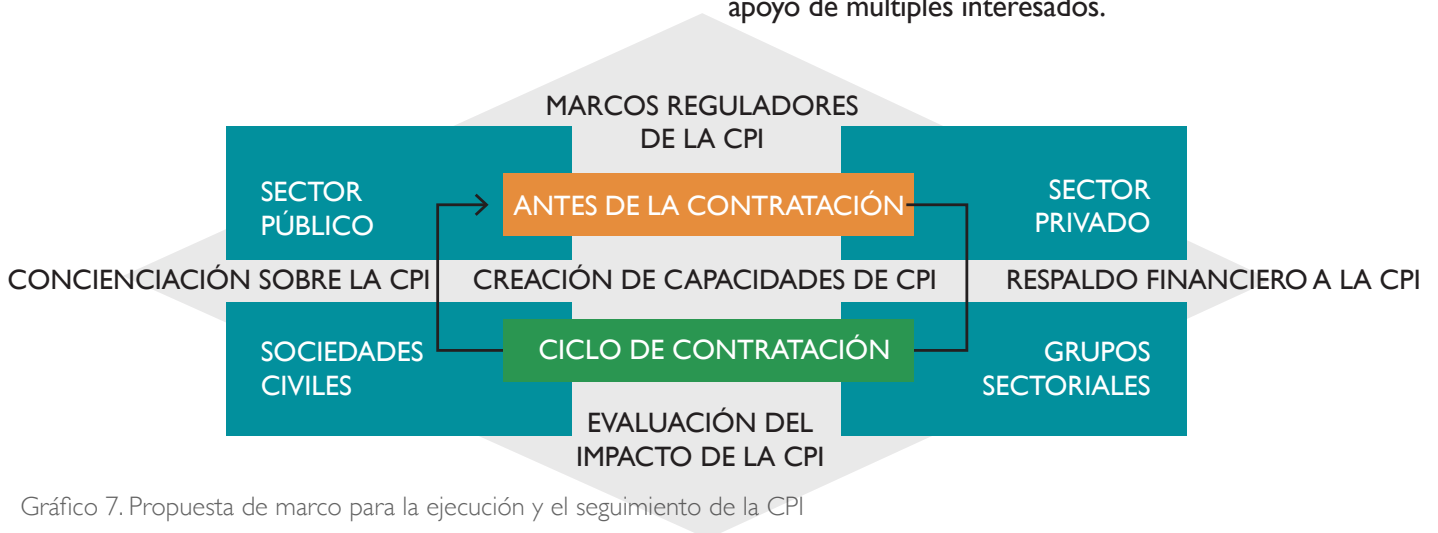 apoyo de múltiples interesados.
MARCOS REGULADORES
DE LA CPI
SECTOR
PÚBLICO
ANTES DE LA CONTRATACIÓN
SECTOR
PRIVADO
CONCIENCIACIÓN SOBRE LA CPI
CREACIÓN DE CAPACIDADES DE CPI
RESPALDO FINANCIERO A LA CPI
SOCIEDADES
CIVILES
CICLO DE CONTRATACIÓN
GRUPOS
SECTORIALES
EVALUACIÓN DEL
IMPACTO DE LA CPI
Gráfico 7. Propuesta de marco para la ejecución y el seguimiento de la CPI